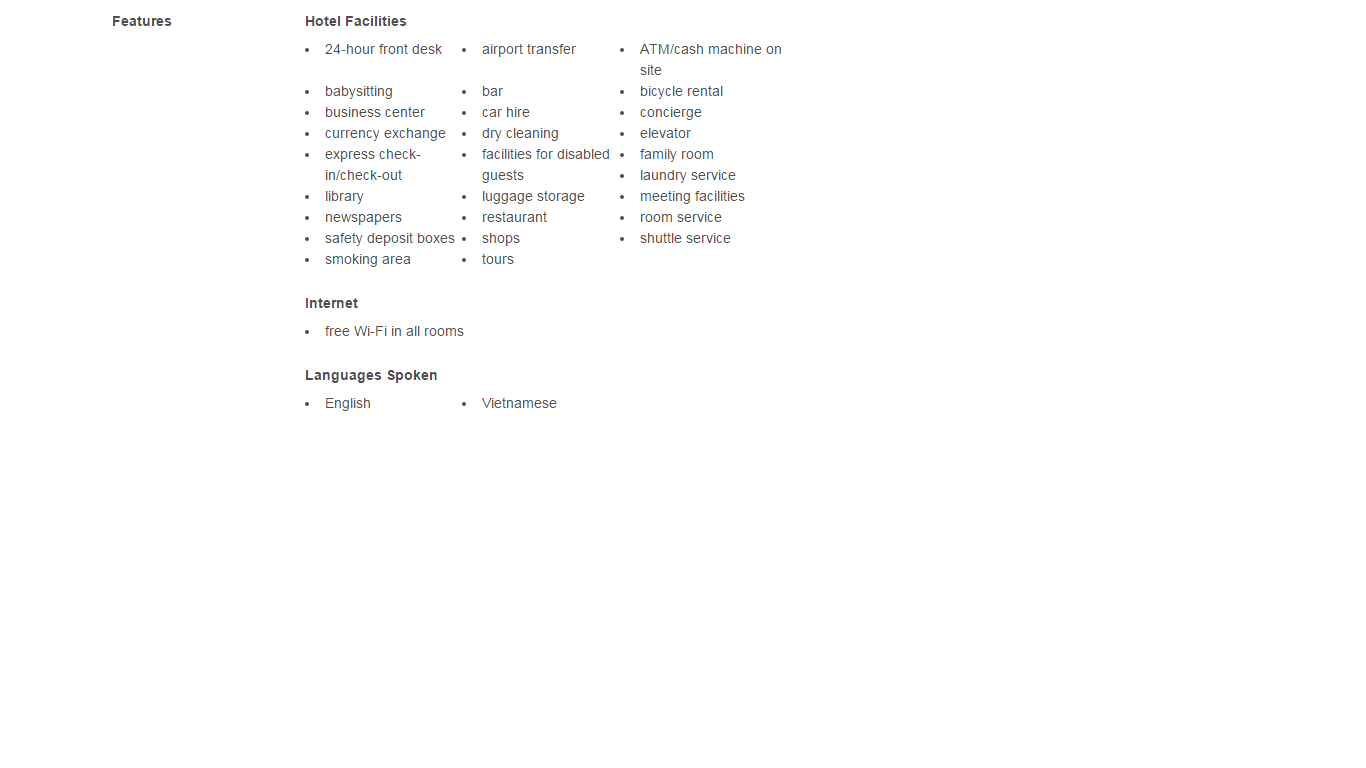 Features
Hotel Facilities
24-hour front desk
airport transfer
ATM/cash machine on
site
babysitting
bar
bicycle rental
business center
car hire
concierge
currency exchange
dry cleaning
elevator
express check-
in/check-out
facilities for disabled
guests
family room
laundry service
library
luggage storage
meeting facilities
newspapers
restaurant
room service
safety deposit boxes
shops
shuttle service
smoking area
tours
Internet
free Wi-Fi in all rooms
Languages Spoken
English
Vietnamese